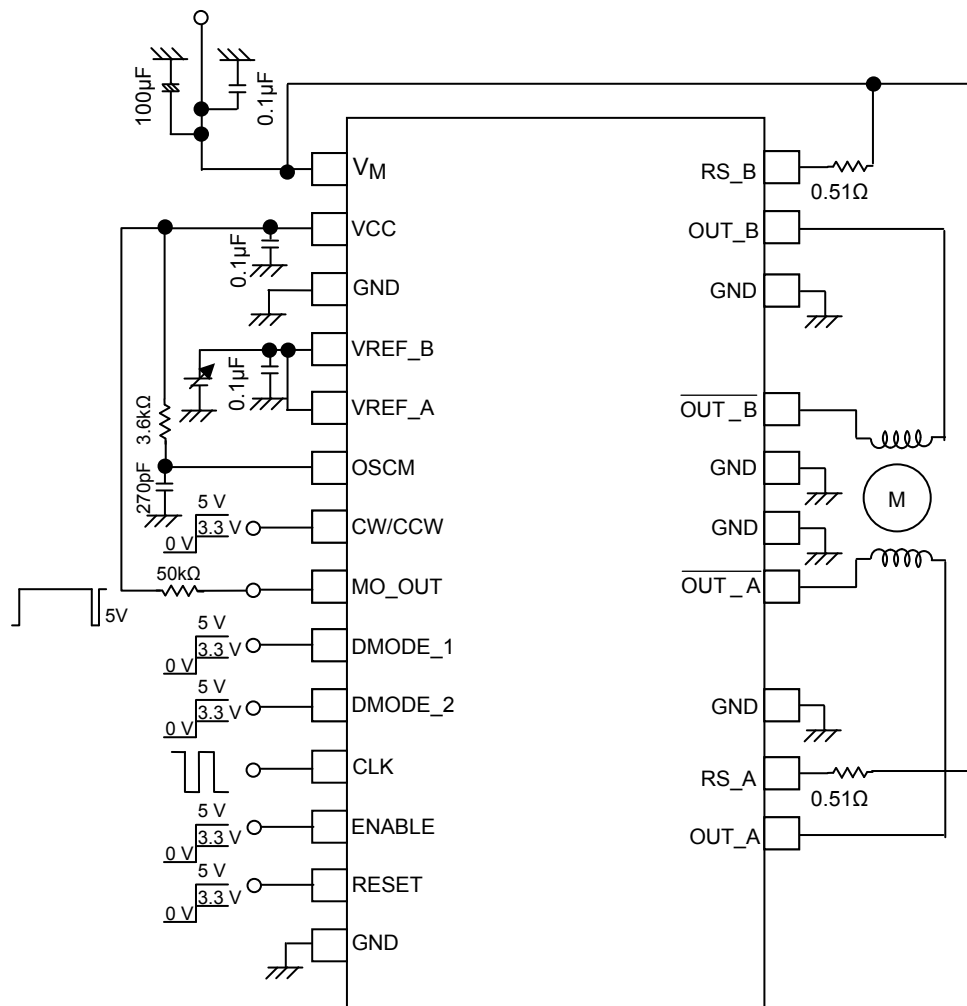 100µF
0.1µF
VM
RS_B
0.51Ω
VCC
OUT_B
0.1µF
GND
GND
VREF_B
0.1µF
VREF_A
OUT_B
3.6kΩ
OSCM
GND
270pF
5 V
3.3 V
0 V
CW/CCW
GND
M
50kΩ
MO_OUT
OUT_A
5V
5 V
3.3 V
0 V
DMODE_1
5 V
3.3 V
0 V
DMODE_2
GND
CLK
RS_A
0.51Ω
5 V
3.3 V
0 V
ENABLE
OUT_A
5 V
3.3 V
0 V
RESET
GND